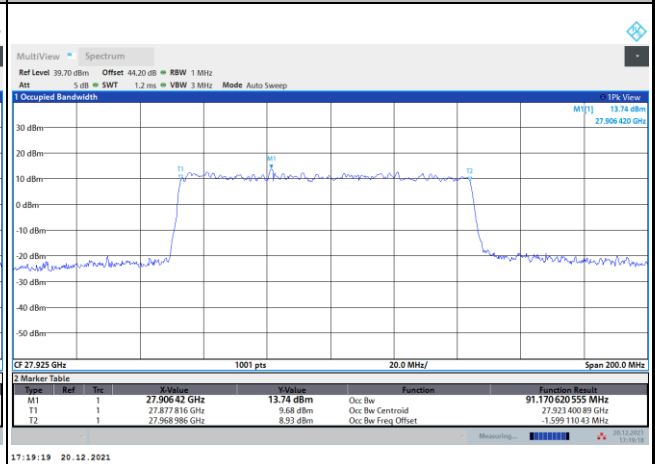 MultiView Spectrum
Ref Level 39.70 dBm Offset 44.20 dB RBW 1 MHz
Att 5 dB SWT 1.2 ms VBW 3 MHz Mode Auto Sweep
1 Occupied Bandwidth 1Pk View
M1[1] 13.74 dBm
27.906 420 GHz
30 dBm
20 dBm
M1
T1 T2
10 dBm
0 dBm
-10 dBm
-20 dBm
-30 dBm
-40 dBm
-50 dBm
CF 27.925 GHz 1001 pts 20.0 MHz/ Span 200.0 MHz
2 Marker Table
Type Ref Trc X-Value Y-Value Function Function Result
M1 1 27.906 42 GHz 13.74 dBm Occ Bw 91.170 620 555 MHz
T1 1 27.877 816 GHz 9.68 dBm Occ Bw Centroid 27.923 400 89 GHz
T2 1 27.968 986 GHz 8.93 dBm Occ Bw Freq Offset -1.599 110 43 MHz
Measuring... 20.12.2021
17:19:18
17:19:19 20.12.2021